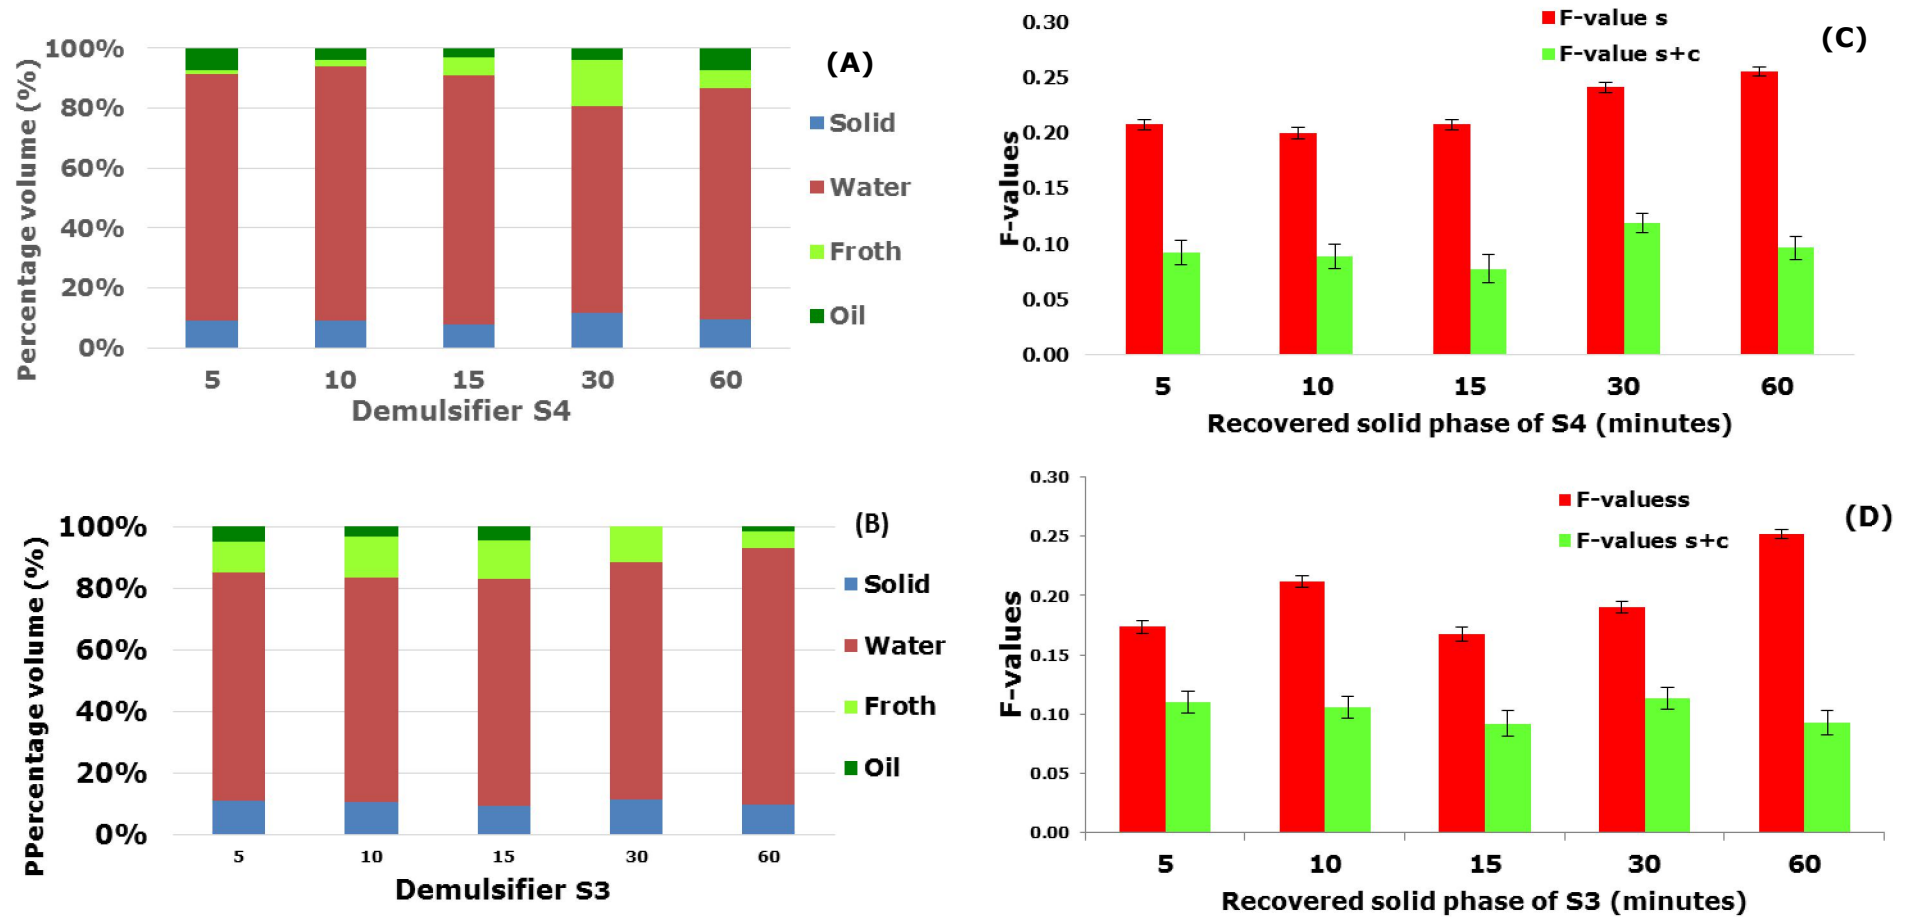 100%
80%
60%
40%
20%
0%
Percentage volume (%)
5 10 15 30 60
Demulsifier S4
(A)
Solid
Water
Froth
Oil
0.30
0.25
0.20
0.15
0.10
0.05
0.00
F-values
F-value s
F-value s+c
(C)
5 10 15 30 60
Recovered solid phase of S4 (minutes)
100%
80%
60%
40%
20%
0%
PPercentage volume (%)
5 10 15 30 60
Demulsifier S3
(B)
Solid
Water
Froth
Oil
0.30
0.25
0.20
0.15
0.10
0.05
0.00
F-values
F-valuess
F-values s+c
(D)
5 10 15 30 60
Recovered solid phase of S3 (minutes)